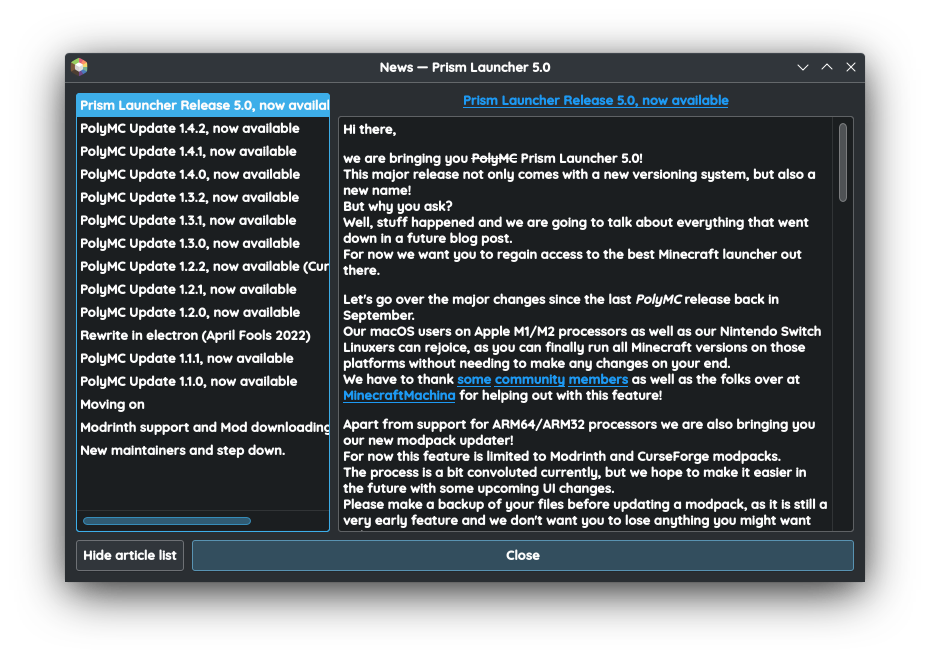 News — Prism Launcher 5.0
Prism Launcher Release 5.0, now availal
PolyMC Update 1.4.2, now available
PolyMC Update 1.4.1, now available
PolyMC Update 1.4.0, now available
PolyMC Update 1.3.2, now available
PolyMC Update 1.3.1, now available
PolyMC Update 1.3.0, now available
PolyMC Update 1.2.2, now available (Cur
PolyMC Update 1.2.1, now available
PolyMC Update 1.2.0, now available
Rewrite in electron (April Fools 2022)
PolyMC Update 1.1.1, now available
PolyMC Update 1.1.0, now available
Moving on
Modrinth support and Mod downloading
New maintainers and step down.
Prism Launcher Release 5.0, now available
Hi there,
we are bringing you PolyMC Prism Launcher 5.0!
This major release not only comes with a new versioning system, but also a
new name!
But why you ask?
Well, stuff happened and we are going to talk about everything that went
down in a future blog post.
For now we want you to regain access to the best Minecraft launcher out
there.
Let's go over the major changes since the last PolyMC release back in
September.
Our macOS users on Apple M1/M2 processors as well as our Nintendo Switch
Linuxers can rejoice, as you can finally run all Minecraft versions on those
platforms without needing to make any changes on your end.
We have to thank some community members as well as the folks over at
MinecraftMachina for helping out with this feature!
Apart from support for ARM64/ARM32 processors we are also bringing you
our new modpack updater!
For now this feature is limited to Modrinth and CurseForge modpacks.
The process is a bit convoluted currently, but we hope to make it easier in
the future with some upcoming UI changes.
Please make a backup of your files before updating a modpack, as it is still a
very early feature and we don't want you to lose anything you might want
Hide article list
Close